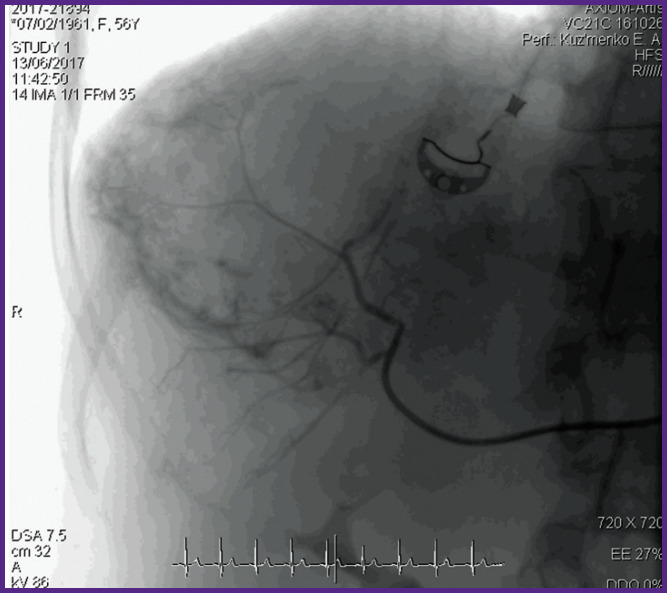 2017-21894
*07/02/1961, F, 56Y
STUDY 1
13/06/2017
11:42:50
14 IMA 1/1 FRM 35
AXIOM-Artis
VC21C 161026
Perf.: Kuz'menko E. A
HFS
R
DSA 7.5
cm 32
A
kV 86
720 X 720
EE 27%
DDO 0%